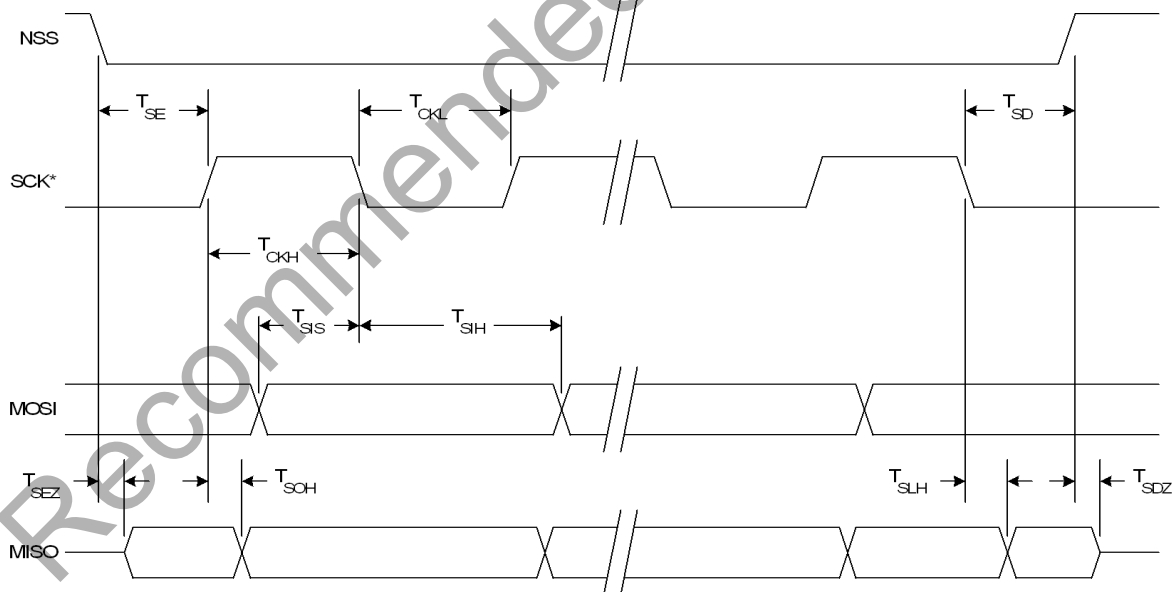 NSS
T SE
T CKL
T SD
SCK*
T CKH
T SIS
T SIH
MOSI
T SEZ
T SOH
T SLH
T SDZ
MISO
Recommended